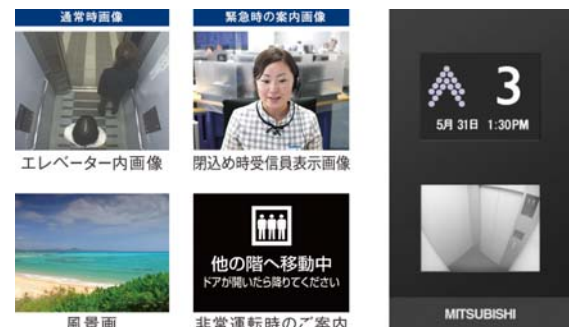 通常時画像
緊急時の案内画像
エレベーター内画像
閉込め時受信員表示画像
他の階へ移動中
ドアが開いたら降りてください
風景画
非常運転時のご案内
3
5月 31日 1:30PM
MITSUBISHI